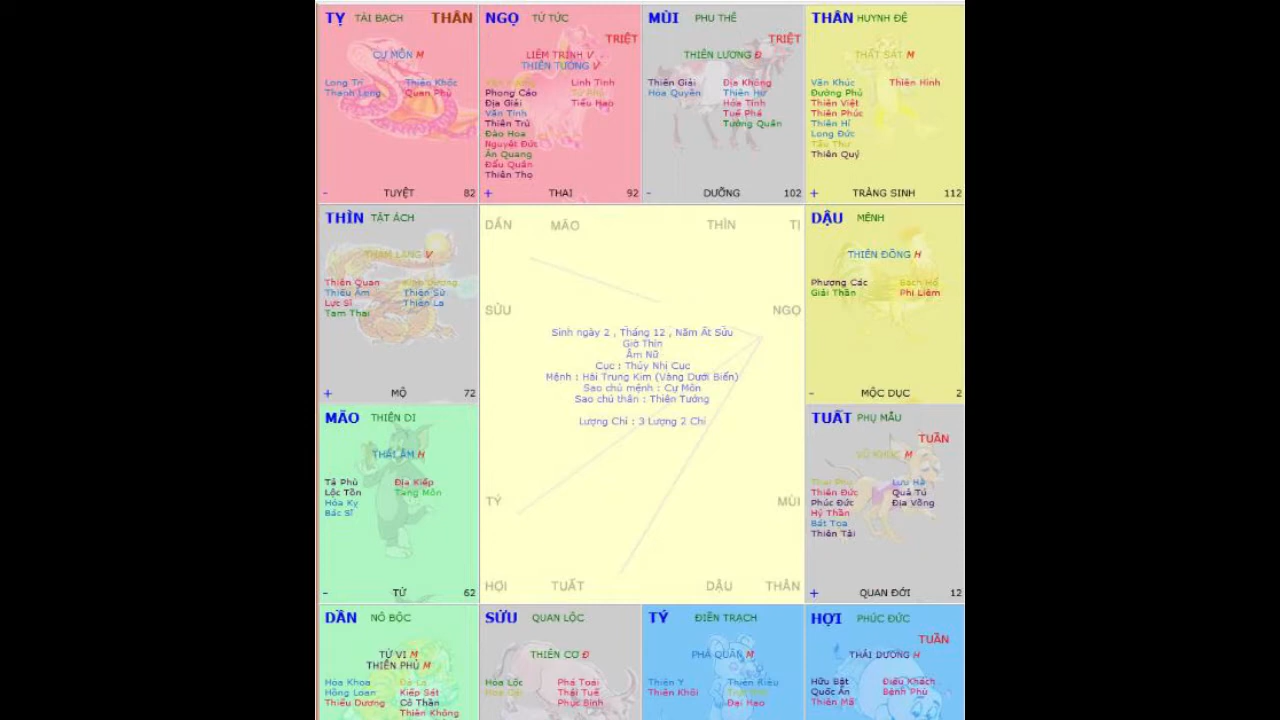 TỴ TÀI BẠCH THÂN
CỰ MÔN M
Long Trì Thiên Khốc
Thanh Long Quan Phù
- TUYỆT 82
NGỌ TỬ TỨC
TRIỆT
LIÊM TRINH V
THIÊN TƯỚNG V
Linh Tinh
Phong Cáo
Địa Giải Tiểu Hao
Văn Tinh
Thiên Trù
Đào Hoa
Nguyệt Đức
Ân Quang
Đẩu Quân
Thiên Thọ
+ THAI 92
MÙI PHU THÊ
TRIỆT
THIÊN LƯƠNG Đ
Thiên Giải Địa Không
Hoa Quyền Thiên Hư
Hỏa Tinh
Tuế Phá
Tướng Quân
- DƯỠNG 102
THÂN HUYNH ĐỆ
THẤT SÁT M
Văn Khúc Thiên Hình
Đường Phù
Thiên Việt
Thiên Phúc
Thiên Hỉ
Long Đức
Tấu Thư
Thiên Quý
+ TRÀNG SINH 112
THÌN TẬT ÁCH
THAM LANG V
Thiên Quan Kình Dương
Thiếu Âm Thiên Sứ
Lực Sĩ Thiên La
Tam Thai
+ MỘ 72
DẦN MÃO THÌN TỊ
SỬU NGỌ
Sinh ngày 2 , Tháng 12 , Năm Ất Sửu
Giờ Thìn
Âm Nữ
Cục : Thủy Nhị Cục
Mệnh : Hải Trung Kim (Vàng Dưới Biển)
Sao chủ mệnh : Cự Môn
Sao chủ thân : Thiên Tướng
Lượng Chỉ : 3 Lượng 2 Chỉ
TÝ MÙI
HỢI TUẤT DẬU THÂN
DẬU MỆNH
THIÊN ĐỒNG H
Phượng Các Bạch Hổ
Giải Thần Phi Liêm
- MỘC DỤC 2
MÃO THIÊN DI
THÁI ÂM H
Tả Phù Địa Kiếp
Lộc Tồn Tang Môn
Hóa Kỵ
Bác Sĩ
- TỬ 62
TUẤT PHỤ MẪU
TUẦN
VŨ KHÚC M
Thai Phụ Lưu Hà
Thiên Đức Quả Tú
Phúc Đức Địa Võng
Hỷ Thần
Bát Tọa
Thiên Tài
+ QUAN ĐỚI 12
DẦN NÔ BỘC
TỬ VI M
THIÊN PHỦ M
Hoa Khoa Đà La
Hồng Loan Kiếp Sát
Thiếu Dương Cô Thần
Thiên Không
SỬU QUAN LỘC
THIÊN CƠ Đ
Hóa Lộc Phá Toái
Hoa Cái Thái Tuế
Phục Binh
TÝ ĐIỀN TRẠCH
PHÁ QUÂN M
Thiên Y Thiên Riêu
Thiên Khôi Trực Phù
Đại Hao
HỢI PHÚC ĐỨC
TUẦN
THÁI DƯƠNG H
Hữu Bật Điếu Khách
Quốc Ấn Bệnh Phù
Thiên Mã